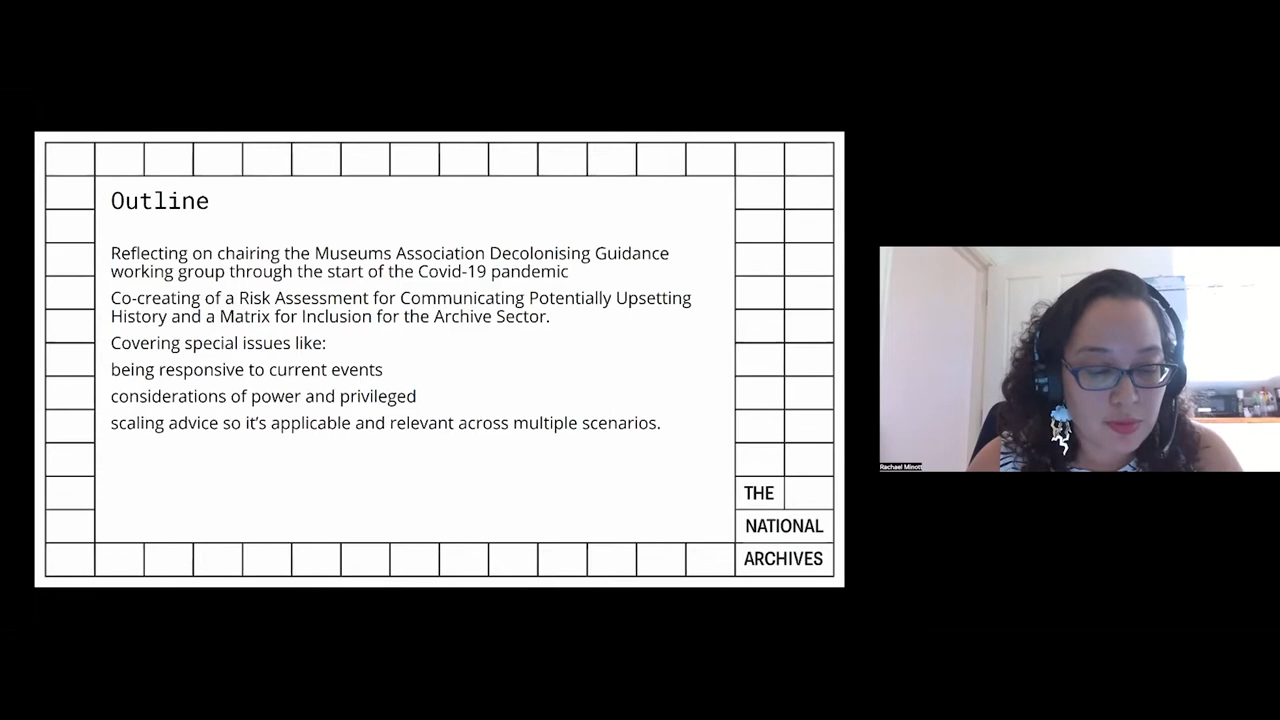 Outline
Reflecting on chairing the Museums Association Decolonising Guidance
working group through the start of the Covid-19 pandemic
Co-creating of a Risk Assessment for Communicating Potentially Upsetting
History and a Matrix for Inclusion for the Archive Sector.
Covering special issues like:
being responsive to current events
considerations of power and privileged
scaling advice so it's applicable and relevant across multiple scenarios.
THE
NATIONAL
ARCHIVES
Rachael Minott